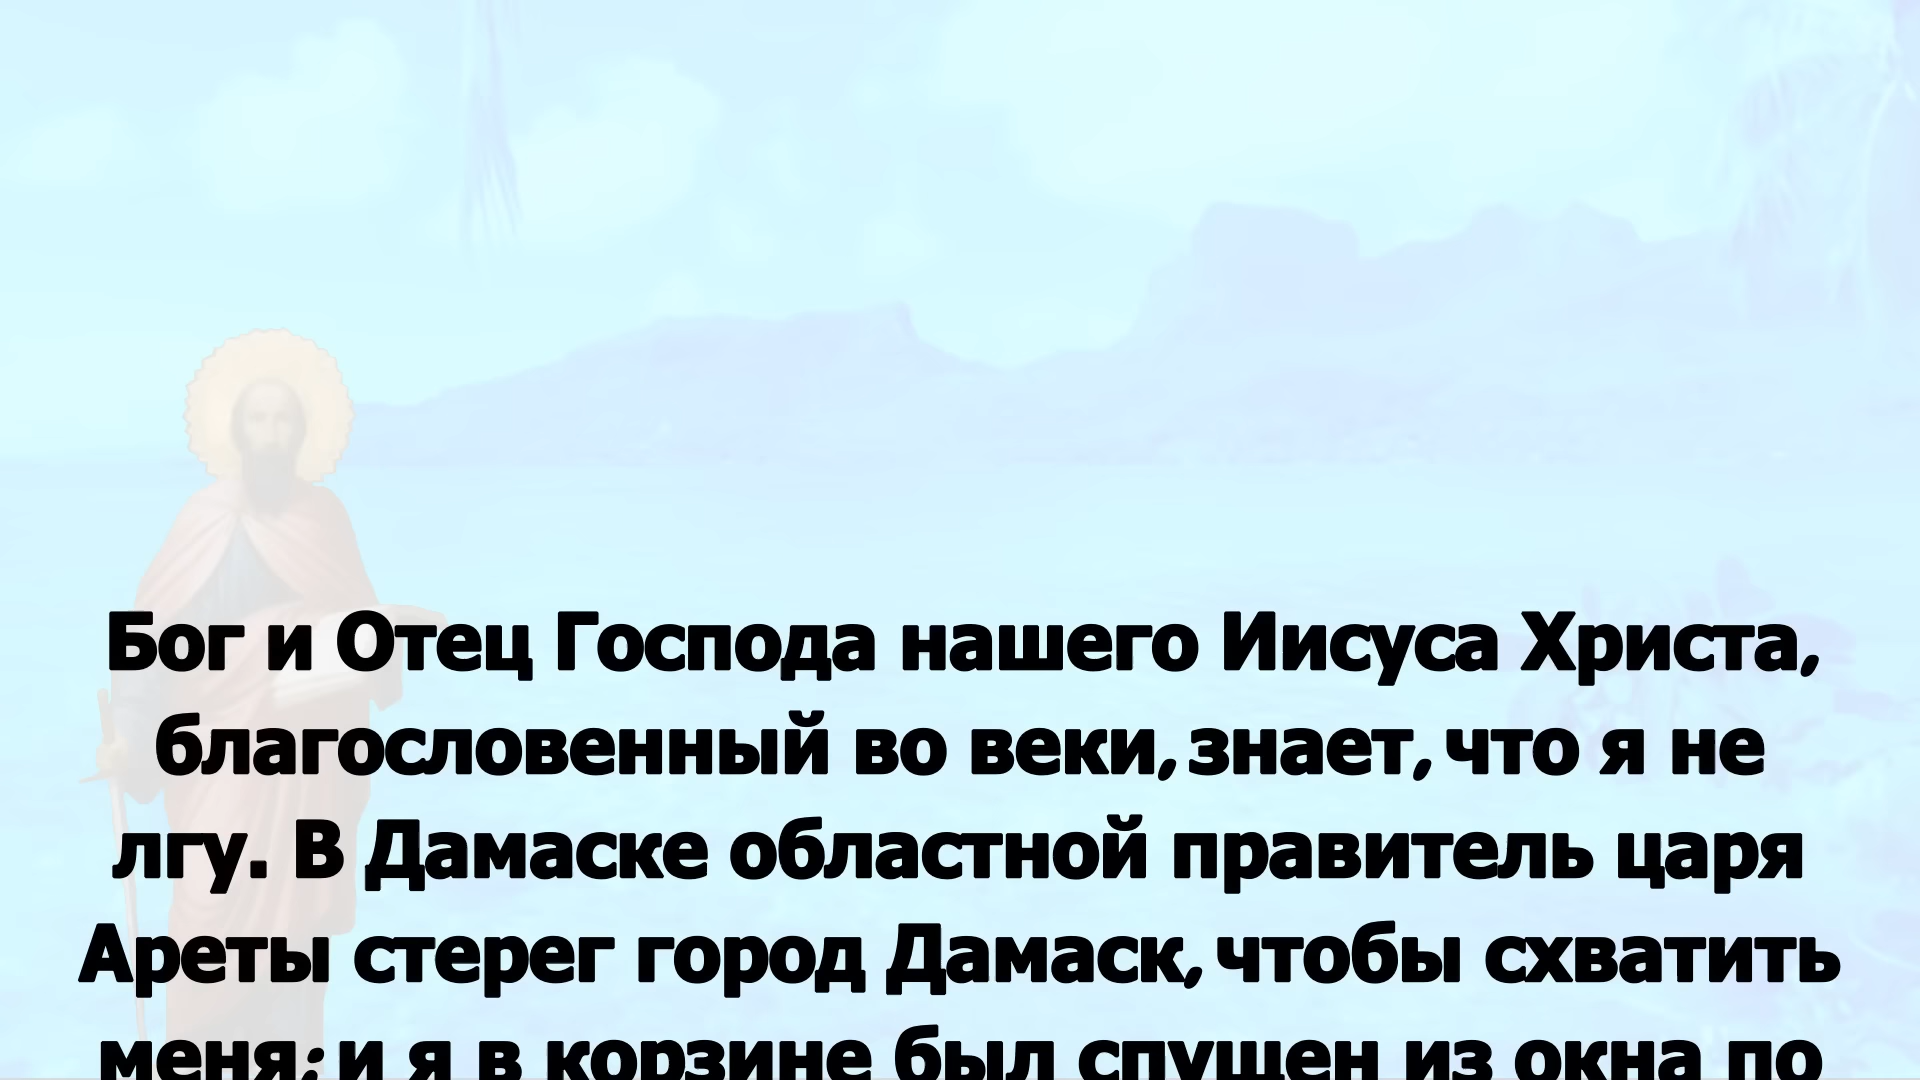 Бог и Отец Господа нашего Иисуса Христа,
благословенный во веки, знает, что я не
лгу. В Дамаске областной правитель царя
Ареты стерег город Дамаск, чтобы схватить
меня; и я в корзине был спущен из окна по